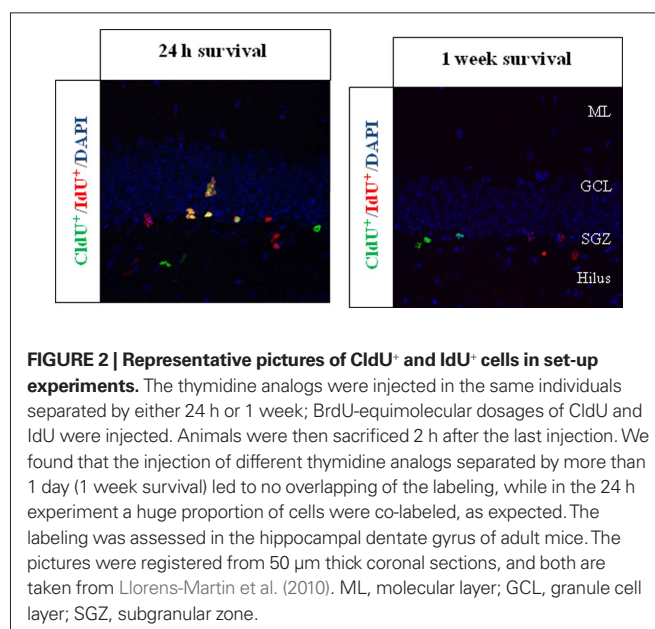 24 h survival
CldU⁺/IdU⁺/DAPI
1 week survival
CldU⁺/IdU⁺/DAPI
ML
GCL
SGZ
Hilus
FIGURE 2 | Representative pictures of CldU⁺ and IdU⁺ cells in set-up
experiments. The thymidine analogs were injected in the same individuals
separated by either 24 h or 1 week; BrdU-equimolecular dosages of CldU and
IdU were injected. Animals were then sacrificed 2 h after the last injection. We
found that the injection of different thymidine analogs separated by more than
1 day (1 week survival) led to no overlapping of the labeling, while in the 24 h
experiment a huge proportion of cells were co-labeled, as expected. The
labeling was assessed in the hippocampal dentate gyrus of adult mice. The
pictures were registered from 50 μm thick coronal sections, and both are
taken from Llorens-Martin et al. (2010). ML, molecular layer; GCL, granule cell
layer; SGZ, subgranular zone.